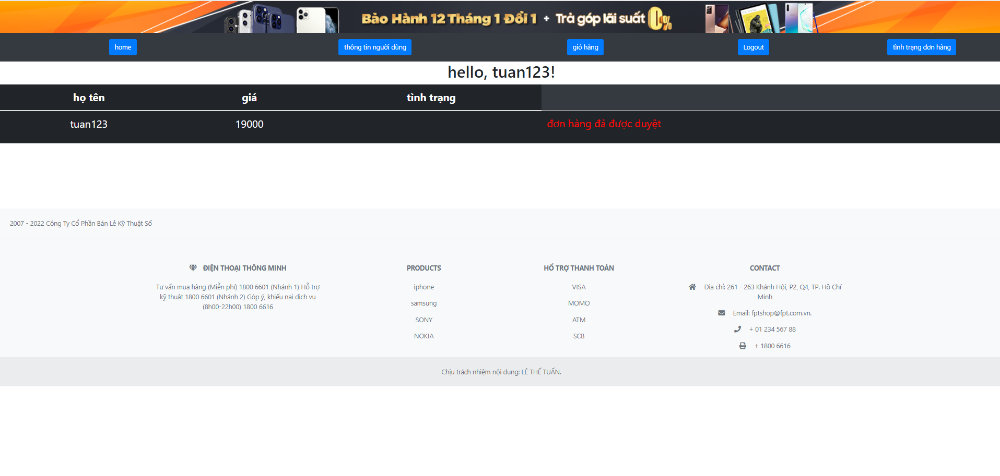 Bảo Hành 12 Tháng 1 Đổi 1 + Trả góp lãi suất 0%
home
thông tin người dùng
giỏ hàng
Logout
tình trạng đơn hàng
hello, tuan123!
họ tên
giá
tình trạng
tuan123
19000
đơn hàng đả được duyệt
2007 - 2022 Công Ty Cổ Phần Bán Lẻ Kỹ Thuật Số
ĐIỆN THOẠI THÔNG MINH
Tư vấn mua hàng (Miễn phí) 1800 6601 (Nhánh 1) Hỗ trợ
kỹ thuật 1800 6601 (Nhánh 2) Góp ý, khiếu nại dịch vụ
(8h00-22h00) 1800 6616
PRODUCTS
iphone
samsung
SONY
NOKIA
HỔ TRỢ THANH TOÁN
VISA
MOMO
ATM
SCB
CONTACT
Địa chỉ: 261 - 263 Khánh Hội, P2, Q4, TP. Hồ Chí
Minh
Email: fptshop@fpt.com.vn.
+ 01 234 567 88
+ 1800 6616
Chịu trách nhiệm nội dung: LÊ THẾ TUẤN.